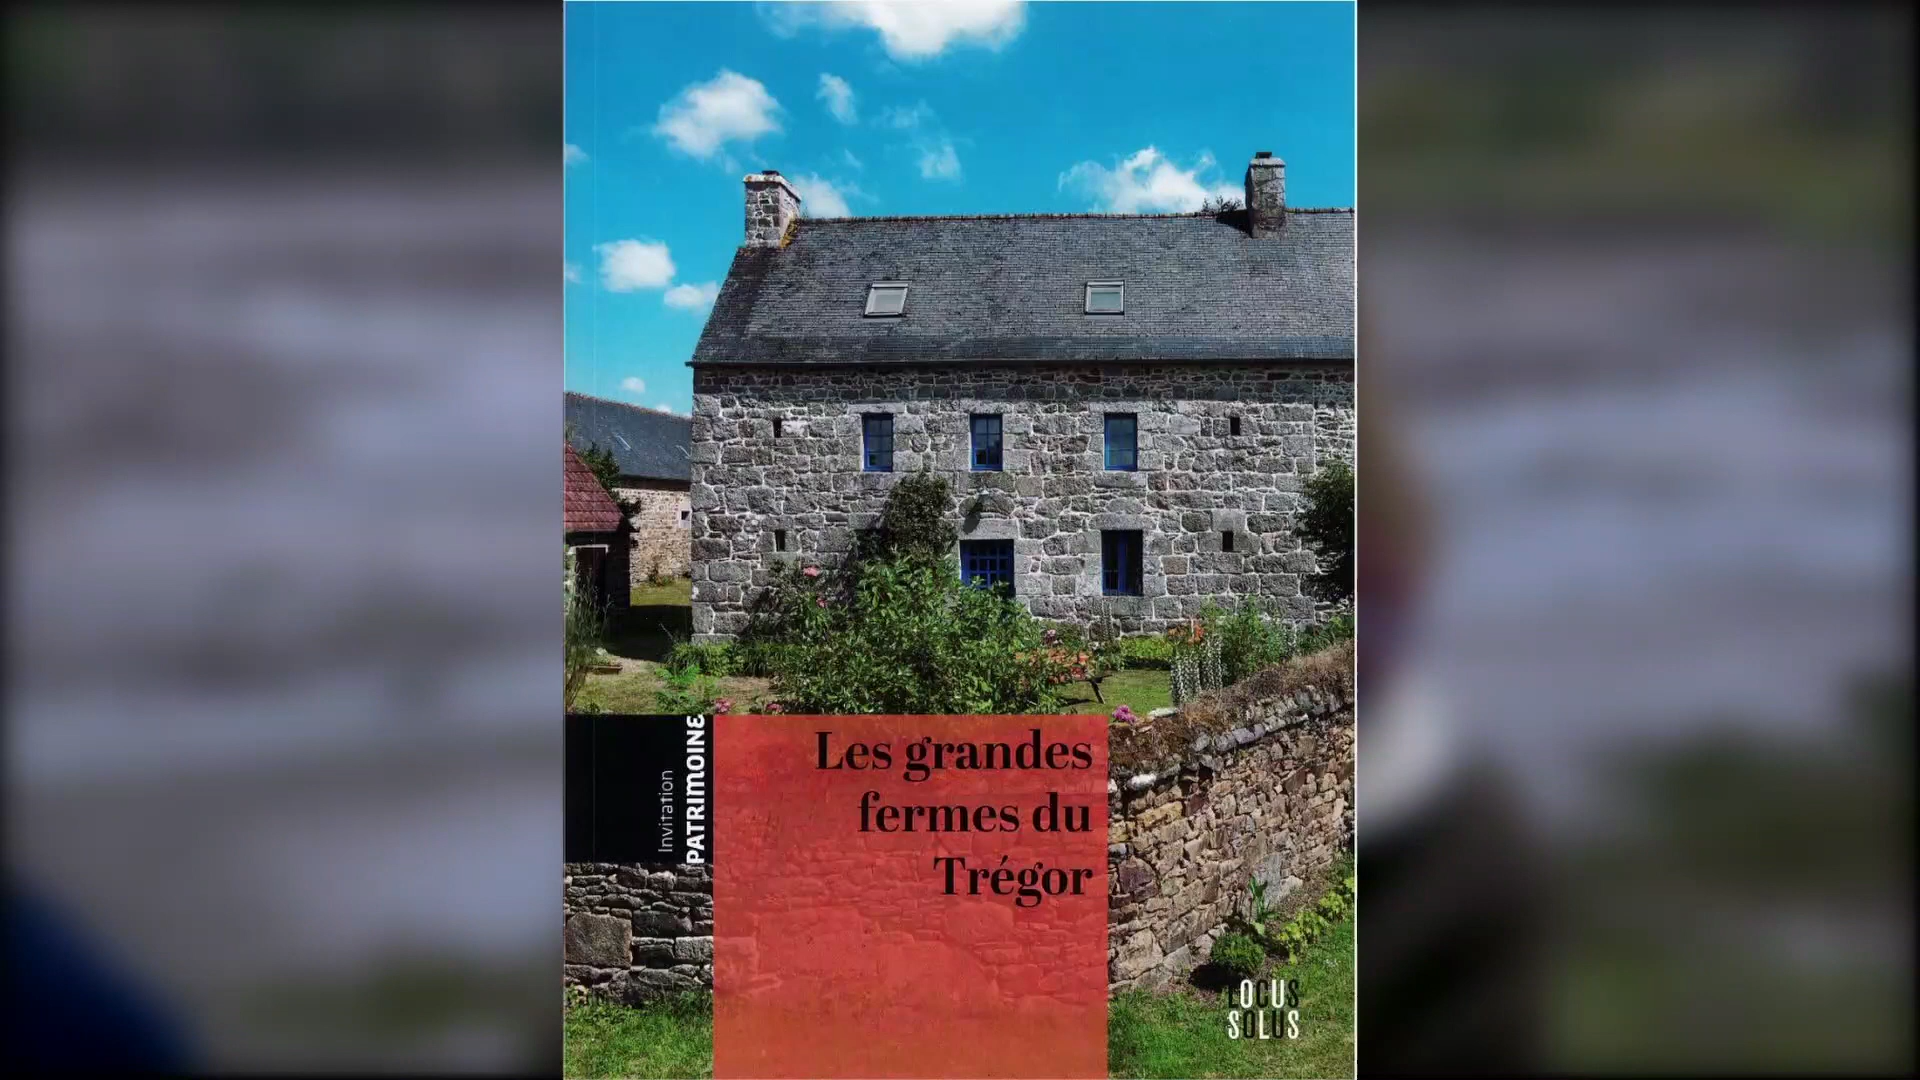 Invitation
PATRIMOINE
Les grandes
fermes du
Trégor
LOCUS
SOLUS